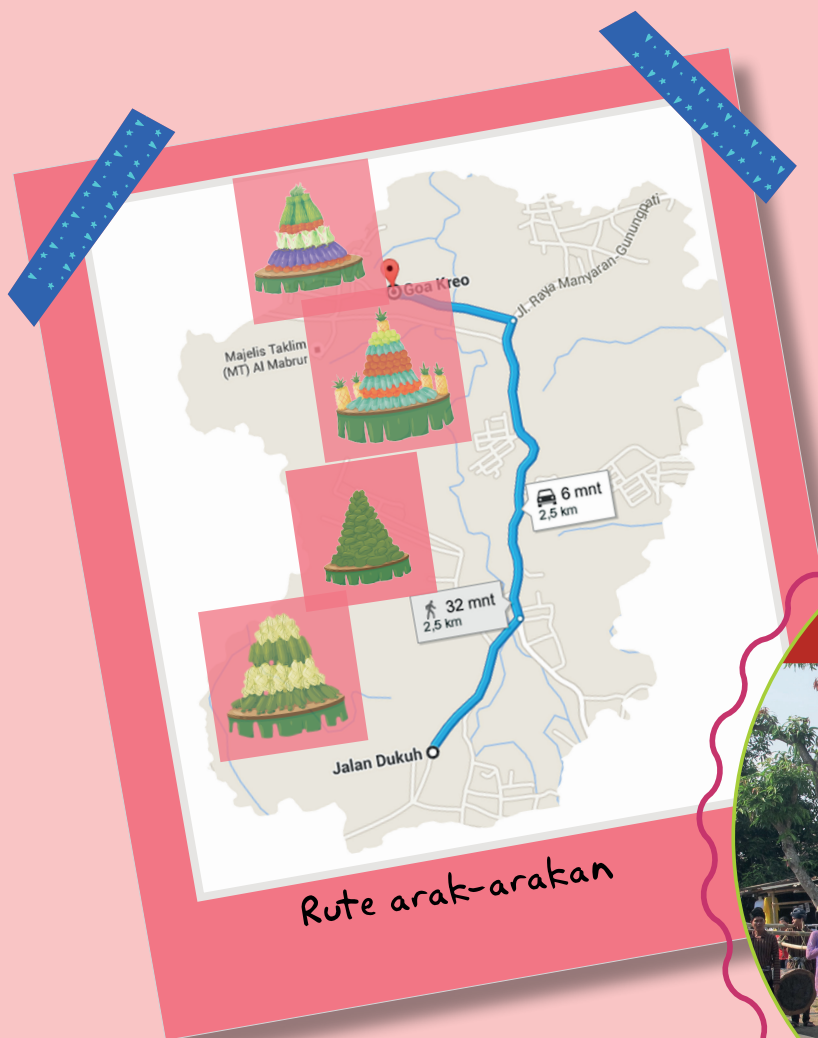 Goa Kreo
Jl. Raya Manyaran-Gunungpati
Majelis Taklim
(MT) Al Mabrur
6 mnt
2,5 km
32 mnt
2,5 km
Jalan Dukuh
Rute arak-arakan